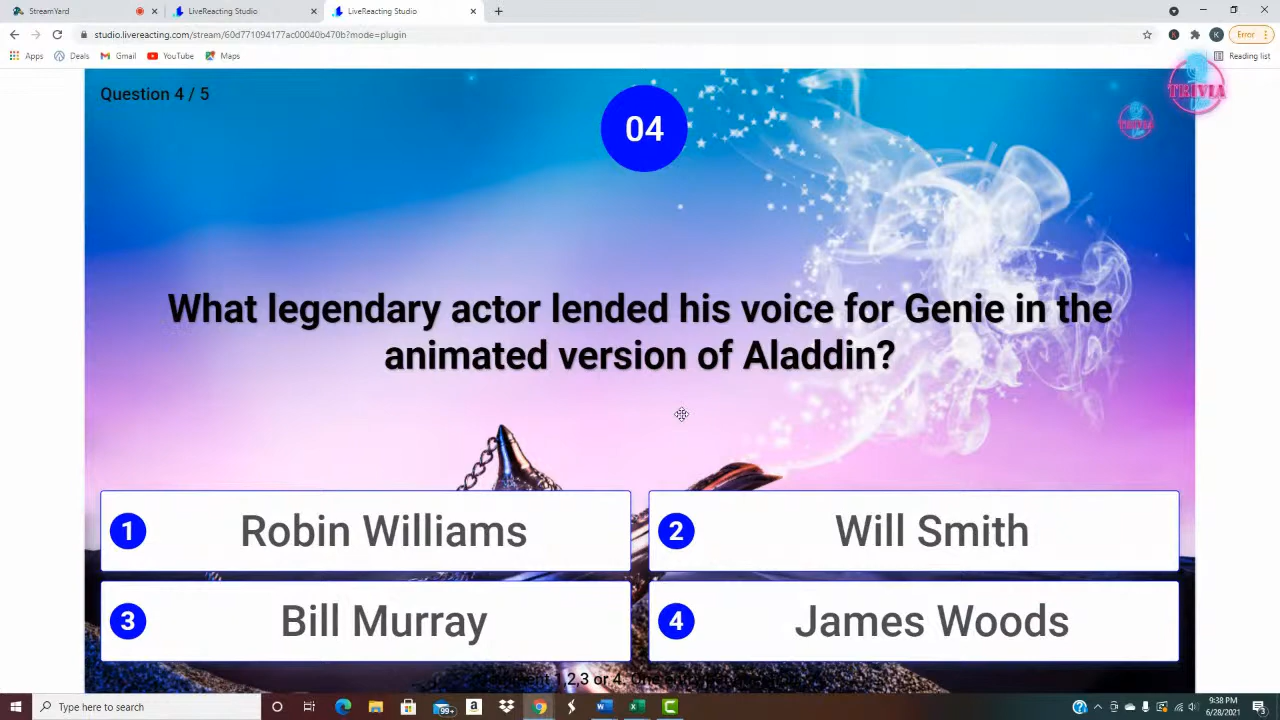 StreamYard
LiveReacting Studio
LiveReacting Studio
studio.livereacting.com/stream/60d771094177ac00040b470b?mode=plugin
K
Error
Apps
Deals
Gmail
YouTube
Maps
Reading list
Question 4 / 5
04
TRIVIA
TRIVIA
What legendary actor lended his voice for Genie in the
animated version of Aladdin?
1 Robin Williams
2 Will Smith
3 Bill Murray
4 James Woods
1,2,3 or 4.
Type here to search
99+
9:38 PM
6/28/2021